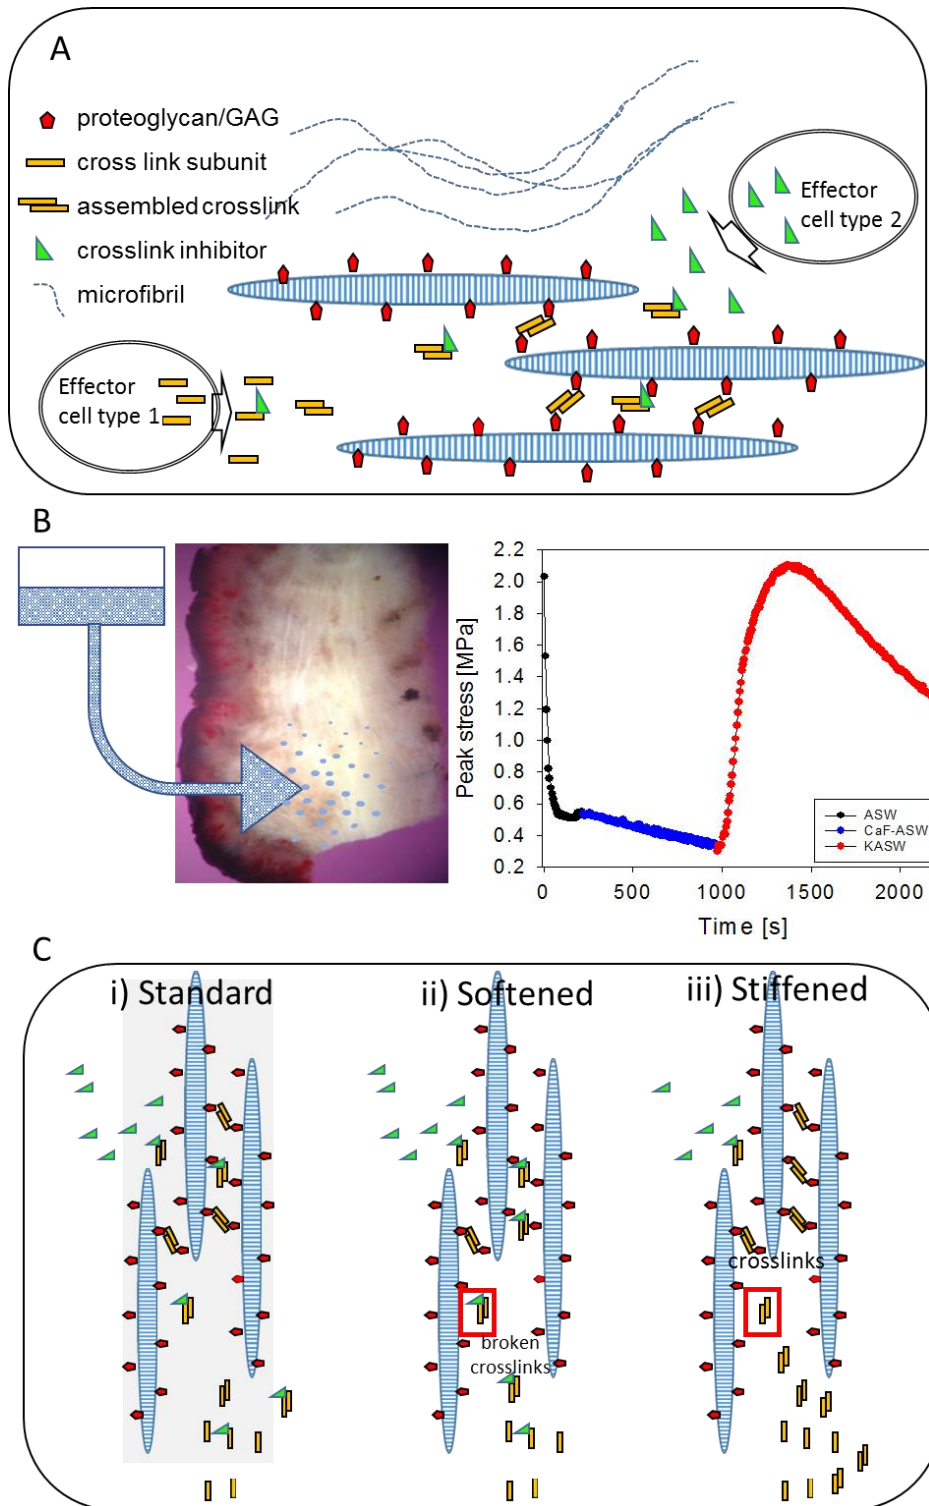 A
proteoglycan/GAG
cross link subunit
assembled crosslink
crosslink inhibitor
microfibril
Effector
cell type 2
Effector
cell type 1
B
Peak stress [MPa]
2.2
2.0
1.8
1.6
1.4
1.2
1.0
0.8
0.6
0.4
0.2
ASW
CaF-ASW
KASW
0
500
1000
1500
2000
Time [s]
C
i) Standard
ii) Softened
iii) Stiffened
crosslinks
broken
crosslinks